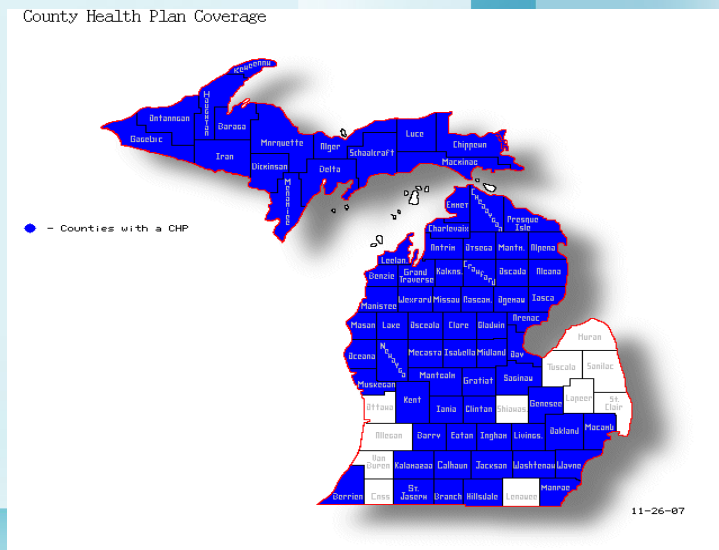 County Health Plan Coverage
Keweenaw
Houghton
Ontonagon
Baraga
Gogebic
Marquette
Alger
Luce
Chippewa
Iran
Schoolcraft
Mackinac
Dickinson
Delta
Menominee
- Counties with a CHP
Emmet
Cheboygan
Presque
Isle
Charlevoix
Antrim
Otsega
Montm.
Alpena
Leelan.
Benzie
Grand
Traverse
Kalkns.
Crawford
Oscada
Alcona
Manistee
Wexford
Missau
Roscom.
Ogemaw
Iosca
Arenac
Mason
Lake
Osceola
Clare
Gladwin
Huron
Oceana
Newaygo
Mecosta
Isabella
Midland
Bay
Tuscola
Sanilac
Muskegon
Montcalm
Gratiot
Saginaw
Ottawa
Kent
Ionia
Clinton
Shiawas.
Genesee
Lapeer
St.
Clair
Allegan
Barry
Eaton
Ingham
Livings.
Oakland
Macomb
Van
Buren
Kalamazoo
Calhoun
Jackson
Washtenaw
Wayne
Berrien
Cass
St.
Joseph
Branch
Hillsdale
Lenawee
Monroe
11-26-07